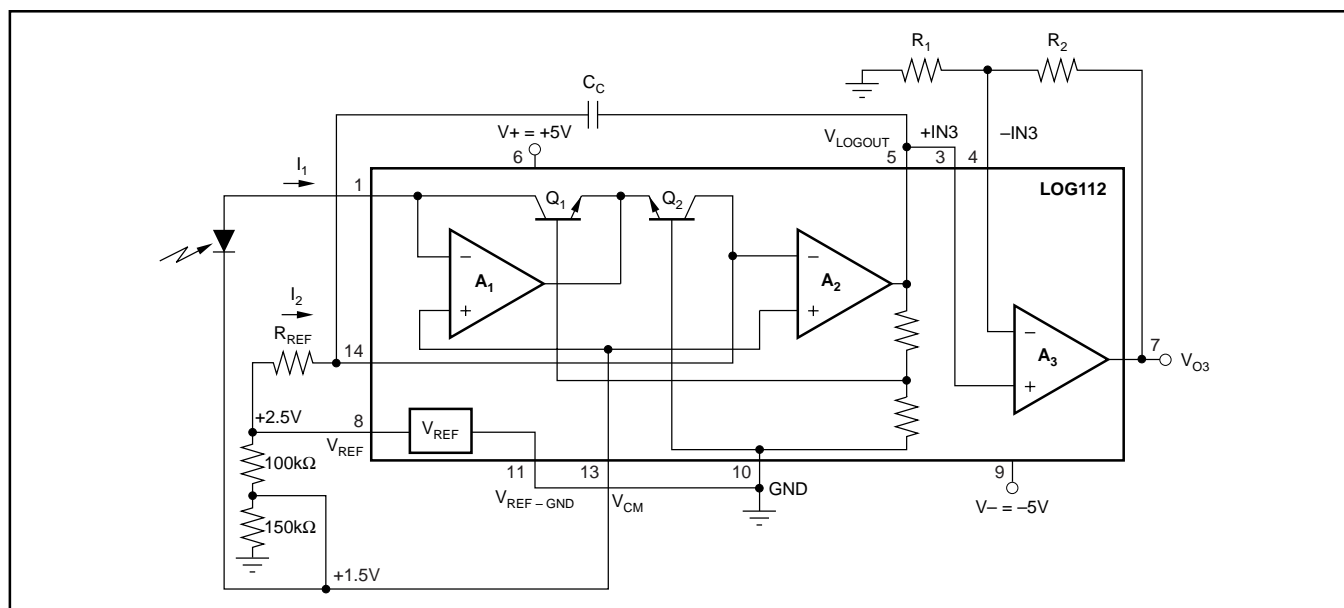 R1
R2
CC
V+ = +5V
6
VLOGOUT
5
+IN3
3
–IN3
4
I1
1
LOG112
Q1
Q2
–
A1
+
–
A2
+
I2
RREF
14
–
A3
+
7
VO3
+2.5V
8
VREF
VREF
100kΩ
11
13
10
GND
9
VREF – GND
VCM
V– = –5V
150kΩ
+1.5V